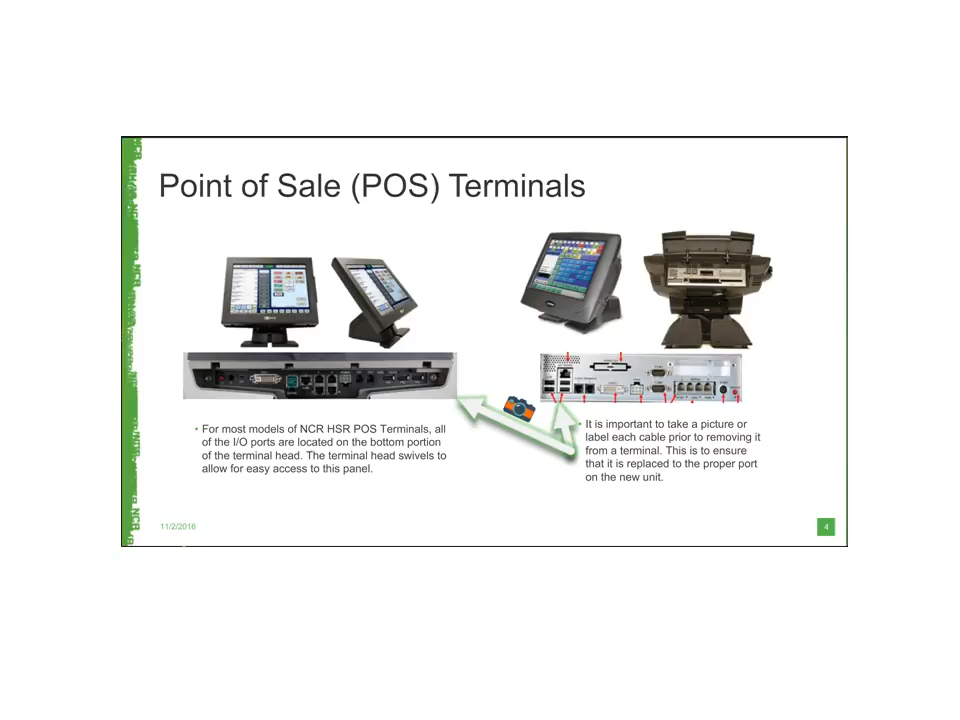 Point of Sale (POS) Terminals
• For most models of NCR HSR POS Terminals, all
of the I/O ports are located on the bottom portion
of the terminal head. The terminal head swivels to
allow for easy access to this panel.
• It is important to take a picture or
label each cable prior to removing it
from a terminal. This is to ensure
that it is replaced to the proper port
on the new unit.
11/2/2016
4